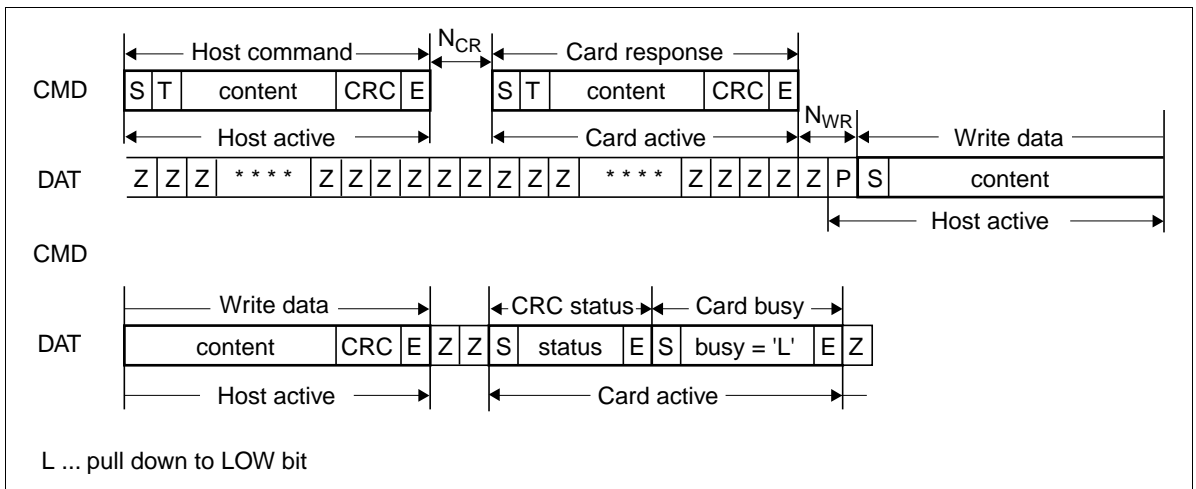 Host command N_CR Card response
CMD S T content CRC E S T content CRC E
Host active Card active N_WR Write data
DAT Z Z Z * * * * Z Z Z Z Z Z Z Z Z * * * * Z Z Z Z Z P S content
Host active
CMD
Write data CRC status Card busy
DAT content CRC E Z Z S status E S busy = 'L' E Z
Host active Card active
L ... pull down to LOW bit